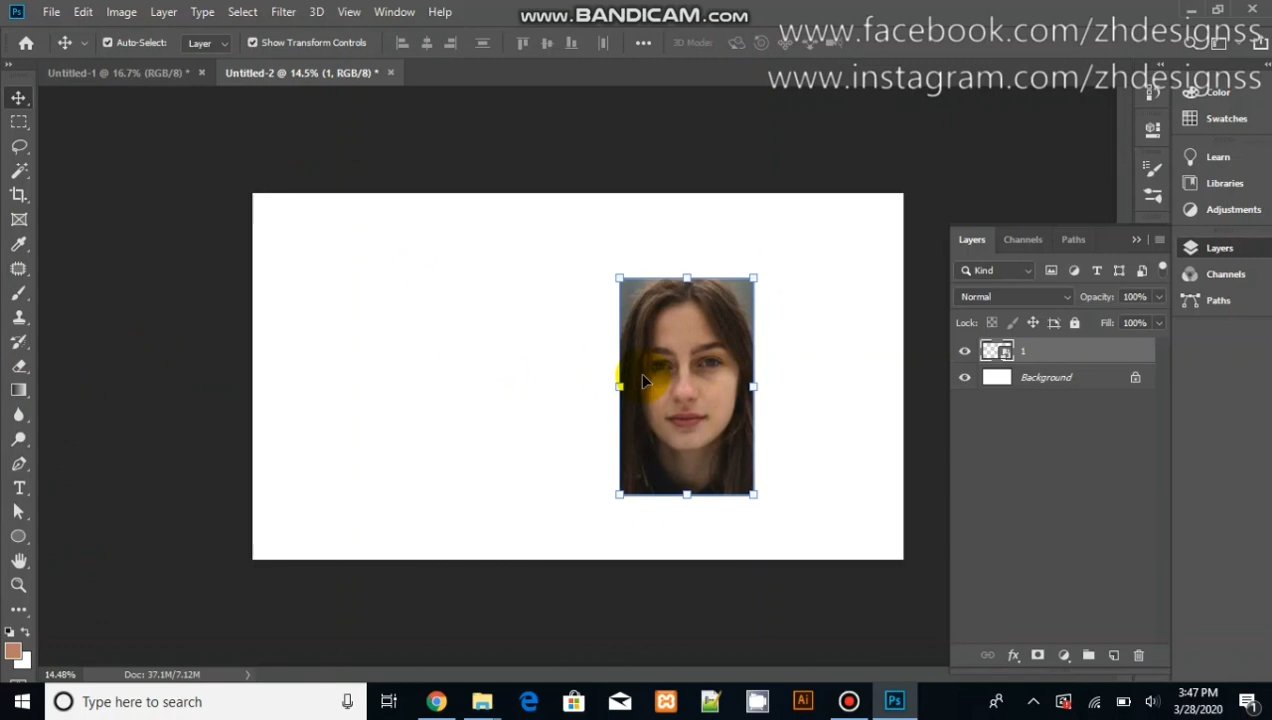 File Edit Image Layer Type Select Filter 3D View Window Help
www.BANDICAM.com
www.facebook.com/zhdesignss
Auto-Select: Layer Show Transform Controls
www.instagram.com/zhdesignss
Untitled-1 @ 16.7% (RGB/8) * × Untitled-2 @ 14.5% (1, RGB/8) * ×
Color
Swatches
Learn
Libraries
Adjustments
Layers
Channels
Paths
Layers Channels Paths
Kind
Normal Opacity: 100%
Lock: Fill: 100%
1
Background
14.48% Doc: 37.1M/7.12M
Type here to search
3:47 PM
3/28/2020